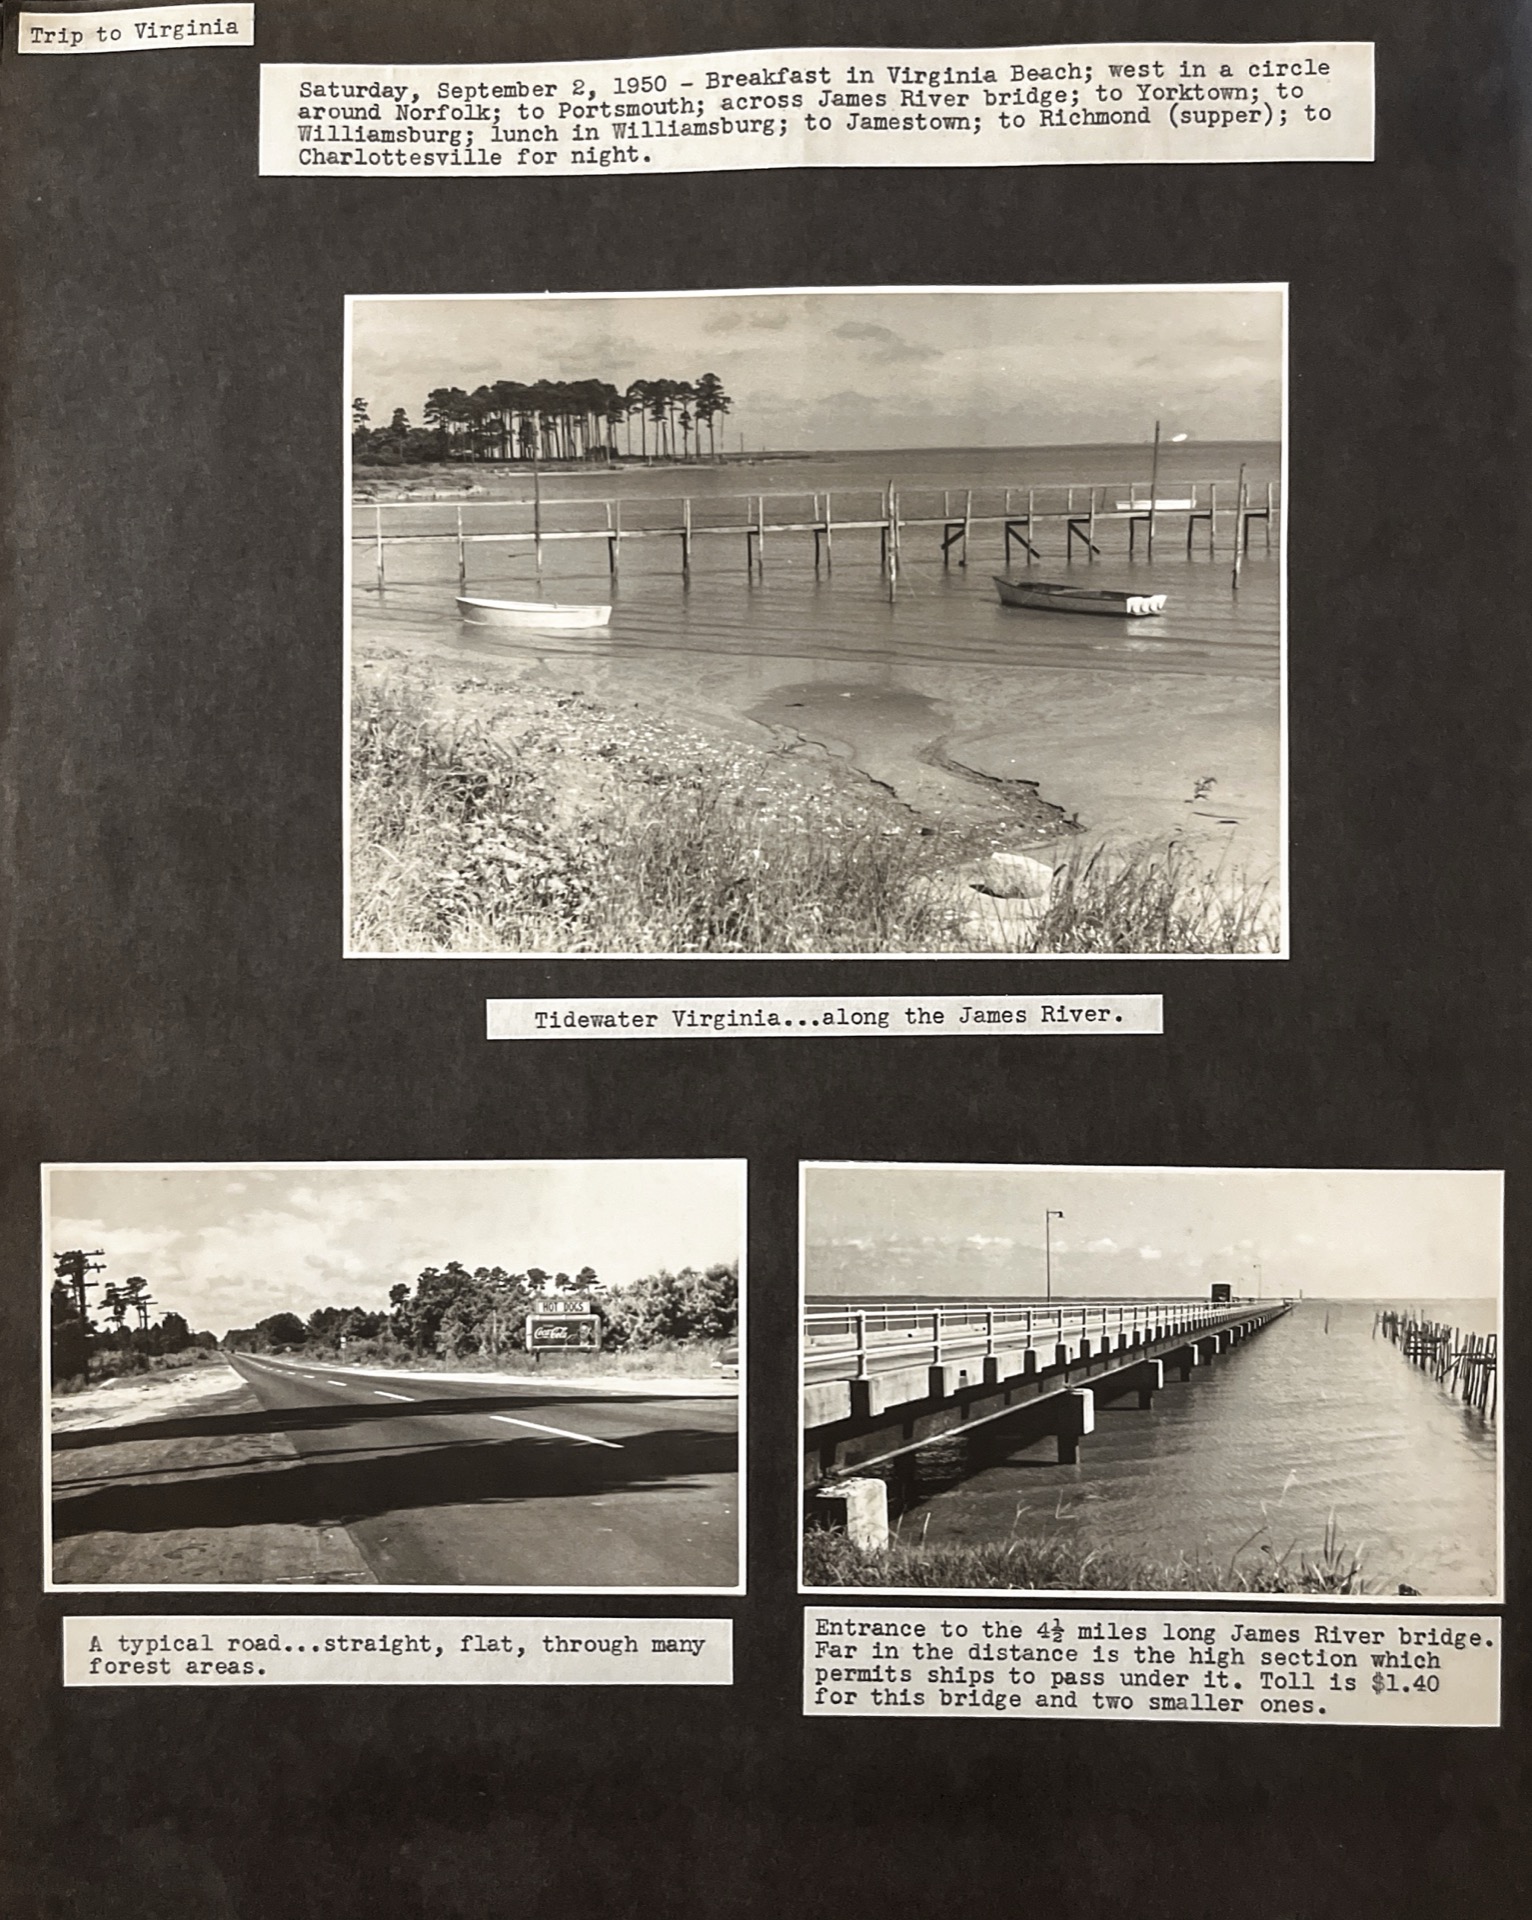 Trip to Virginia
Saturday, September 2, 1950 - Breakfast in Virginia Beach; west in a circle
around Norfolk; to Portsmouth; across James River bridge; to Yorktown; to
Williamsburg; lunch in Williamsburg; to Jamestown; to Richmond (supper); to
Charlottesville for night.
Tidewater Virginia...along the James River.
HOT DOGS
Coca-Cola
A typical road...straight, flat, through many
forest areas.
Entrance to the 4½ miles long James River bridge.
Far in the distance is the high section which
permits ships to pass under it. Toll is $1.40
for this bridge and two smaller ones.